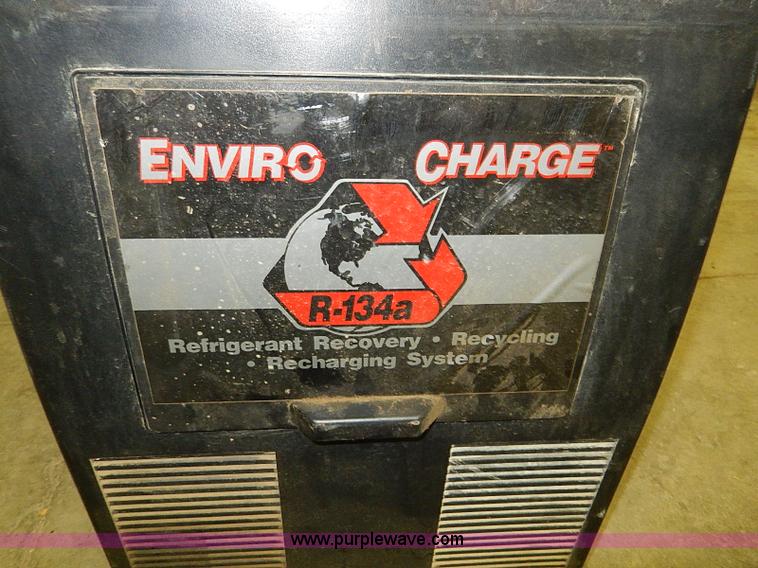 ENVIRO CHARGE™
R-134a
Refrigerant Recovery • Recycling
• Recharging System
www.purplewave.com